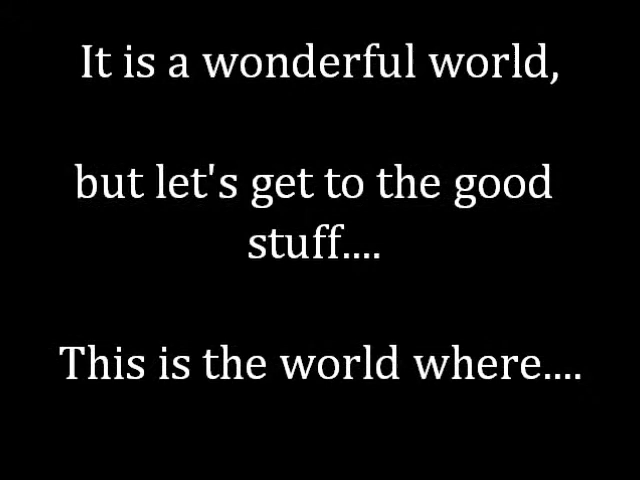 It is a wonderful world,
but let's get to the good
stuff....
This is the world where....